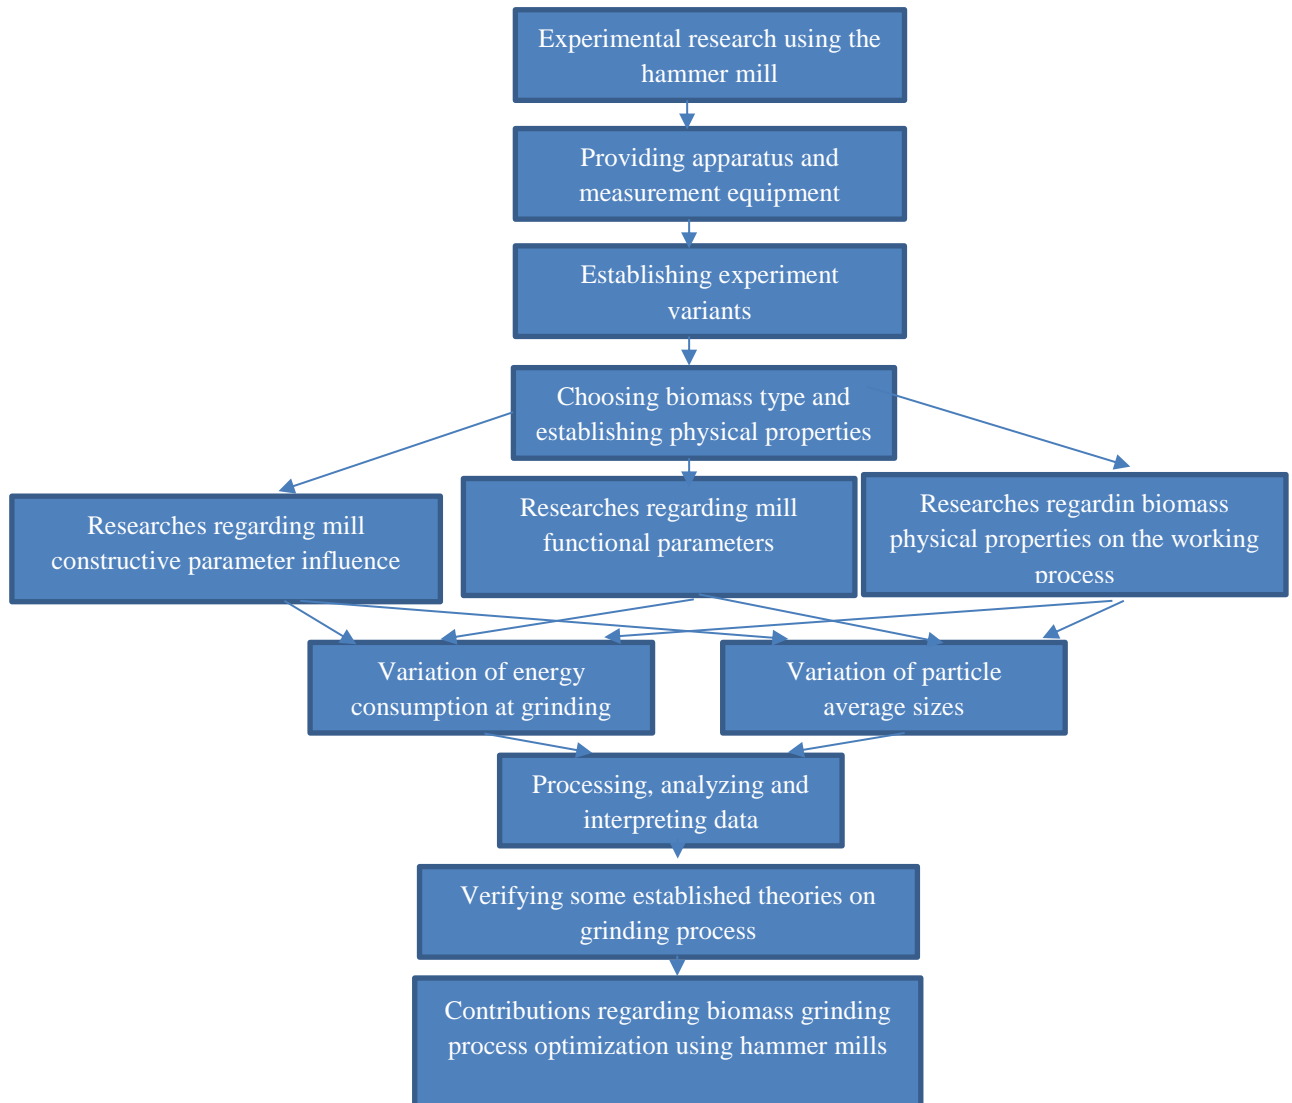 Experimental research using the
hammer mill
Providing apparatus and
measurement equipment
Establishing experiment
variants
Choosing biomass type and
establishing physical properties
Researches regarding mill
constructive parameter influence
Researches regarding mill
functional parameters
Researches regardin biomass
physical properties on the working
process
Variation of energy
consumption at grinding
Variation of particle
average sizes
Processing, analyzing and
interpreting data
Verifying some established theories on
grinding process
Contributions regarding biomass grinding
process optimization using hammer mills